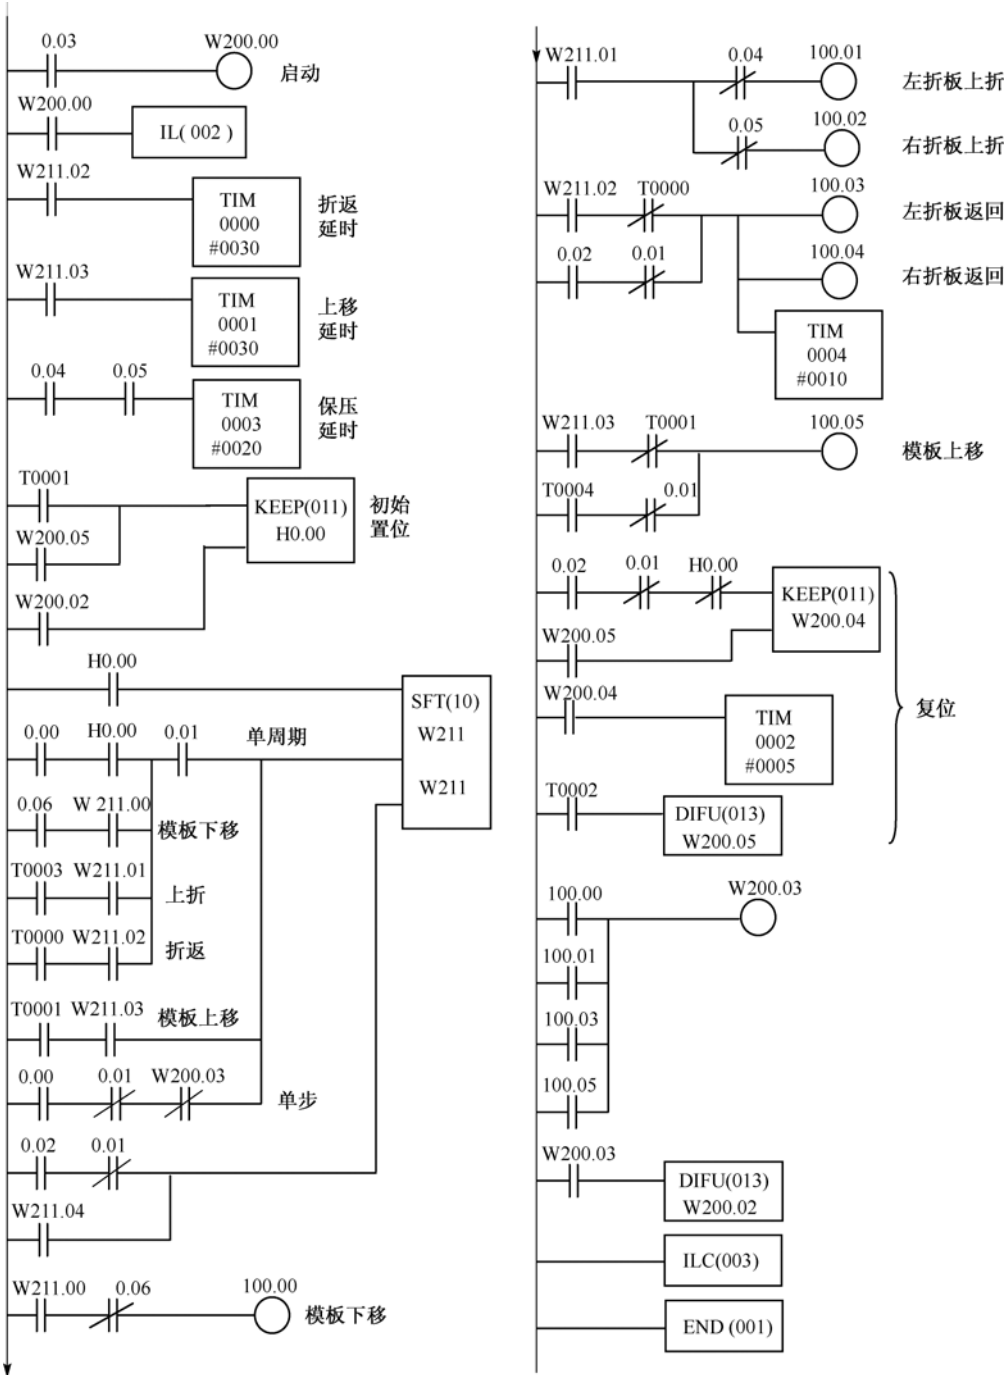 0.03
W200.00
启动
W200.00
IL( 002 )
W211.02
TIM
0000
#0030
折返
延时
W211.03
TIM
0001
#0030
上移
延时
0.04 0.05
TIM
0003
#0020
保压
延时
T0001
KEEP(011)
H0.00
初始
置位
W200.05
W200.02
H0.00
SFT(10)
W211
W211
0.00 H0.00 0.01 单周期
0.06 W 211.00
模板下移
T0003 W211.01
上折
T0000 W211.02
折返
T0001 W211.03 模板上移
0.00 0.01 W200.03
单步
0.02 0.01
W211.04
W211.00 0.06 100.00
模板下移
W211.01 0.04 100.01
左折板上折
0.05 100.02
右折板上折
W211.02 T0000 100.03
左折板返回
0.02 0.01 100.04
右折板返回
TIM
0004
#0010
W211.03 T0001 100.05
模板上移
T0004 0.01
0.02 0.01 H0.00
KEEP(011)
W200.04
W200.05
W200.04
TIM
0002
#0005
复位
T0002
DIFU(013)
W200.05
100.00 W200.03
100.01
100.03
100.05
W200.03
DIFU(013)
W200.02
ILC(003)
END (001)